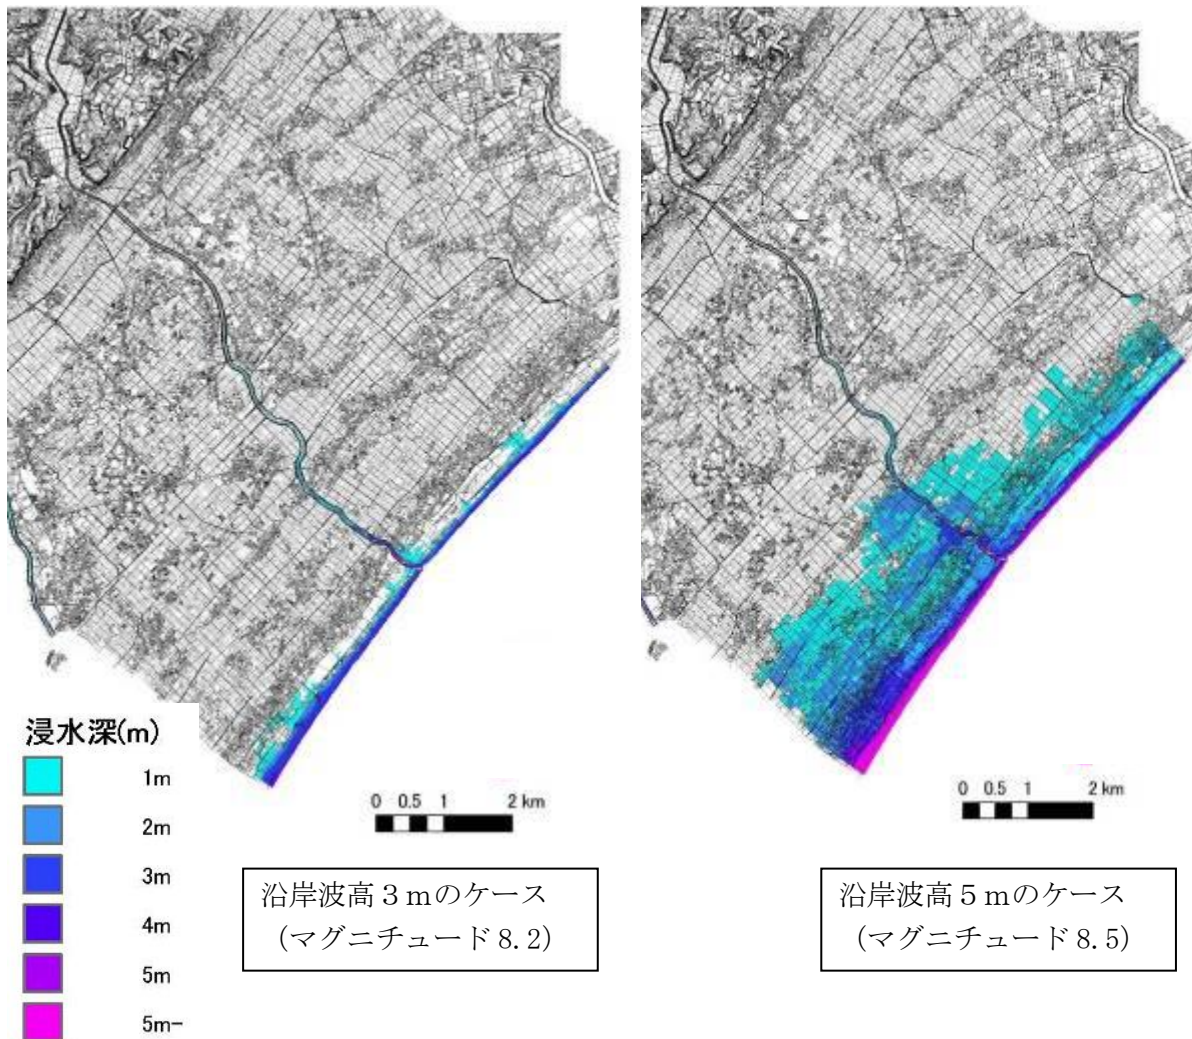 浸水深(m)
1m
2m
3m
4m
5m
5m-
0 0.5 1 2 km
沿岸波高３ｍのケース
(マグニチュード 8.2)
0 0.5 1 2 km
沿岸波高５ｍのケース
(マグニチュード 8.5)